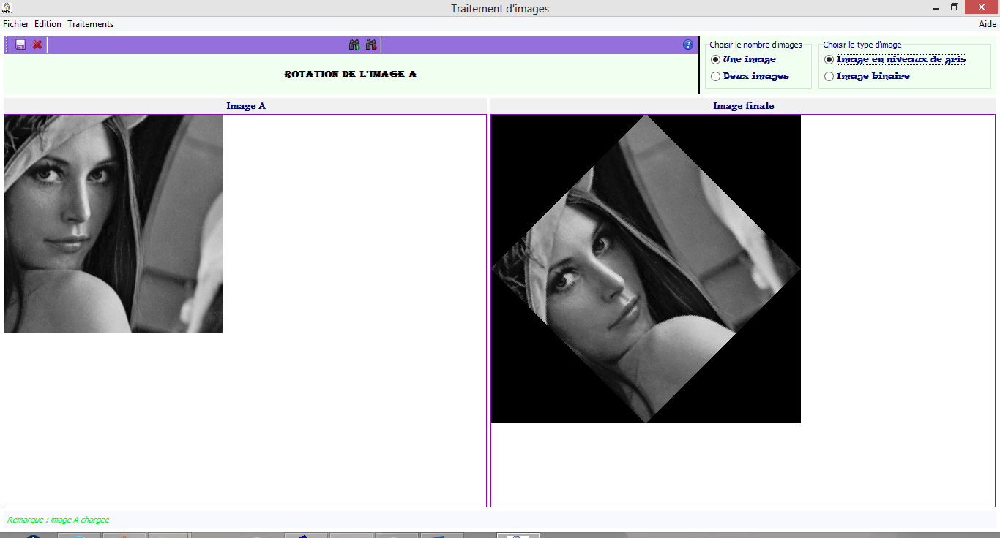 Traitement d'images
Fichier Edition Traitements Aide
Choisir le nombre d'images
Une image
Deux images
Choisir le type d'image
Image en niveaux de gris
Image binaire
ROTATION DE L'IMAGE A
Image A
Image finale
Remarque : image A chargee